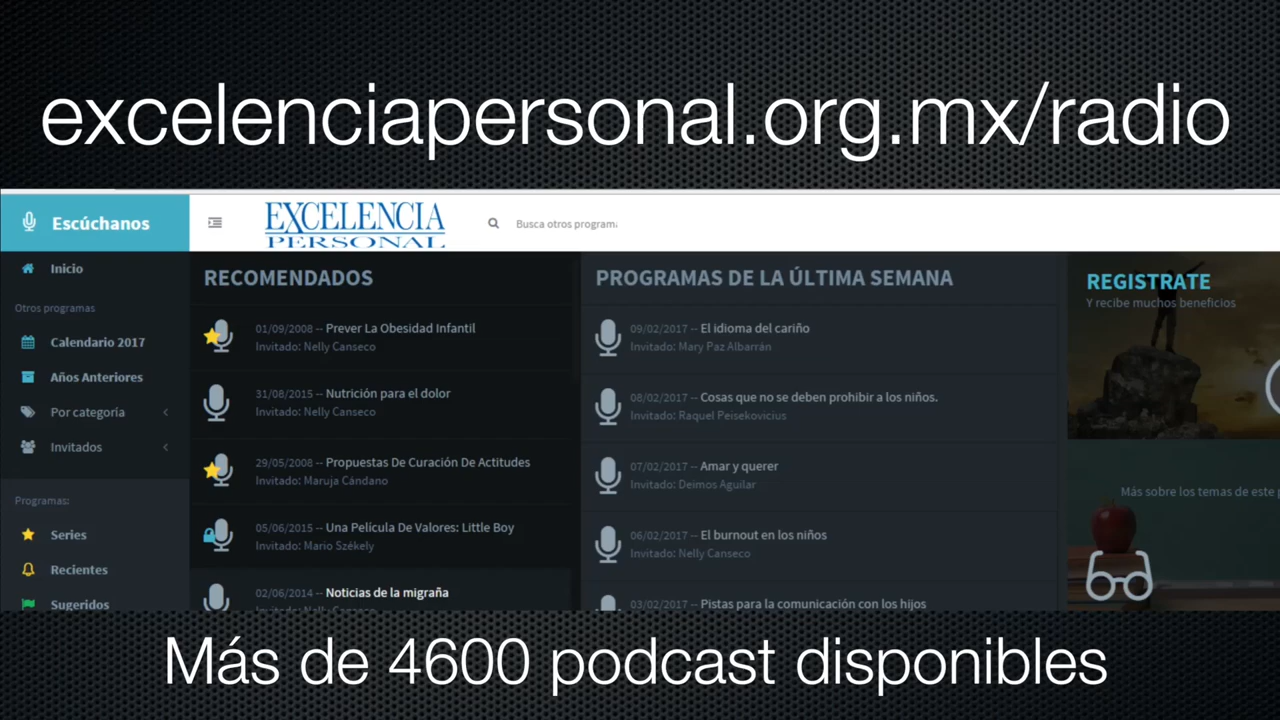 excelenciapersonal.org.mx/radio
Escúchanos
EXCELENCIA
PERSONAL
Busca otros programa
Inicio
Otros programas
Calendario 2017
Años Anteriores
Por categoría
Invitados
Programas:
Series
Recientes
Sugeridos
RECOMENDADOS
01/09/2008 -- Prever La Obesidad Infantil
Invitado: Nelly Canseco
31/08/2015 -- Nutrición para el dolor
Invitado: Nelly Canseco
29/05/2008 -- Propuestas De Curación De Actitudes
Invitado: Maruja Cándano
05/06/2015 -- Una Película De Valores: Little Boy
Invitado: Mario Székely
02/06/2014 -- Noticias de la migraña
Invitado: Nelly Canseco
PROGRAMAS DE LA ÚLTIMA SEMANA
09/02/2017 -- El idioma del cariño
Invitado: Mary Paz Albarrán
08/02/2017 -- Cosas que no se deben prohibir a los niños.
Invitado: Raquel Peisekovicius
07/02/2017 -- Amar y querer
Invitado: Deimos Aguilar
06/02/2017 -- El burnout en los niños
Invitado: Nelly Canseco
03/02/2017 -- Pistas para la comunicación con los hijos
REGISTRATE
Y recibe muchos beneficios
Más sobre los temas de este
Más de 4600 podcast disponibles